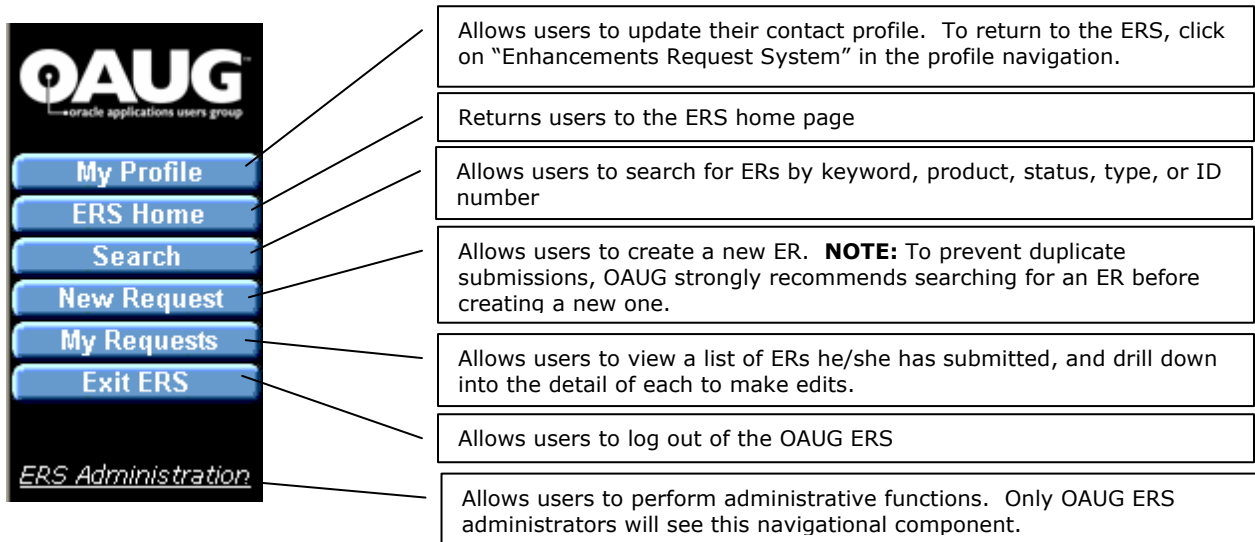 OAUG™
oracle applications users group
My Profile
ERS Home
Search
New Request
My Requests
Exit ERS
ERS Administration
Allows users to update their contact profile.  To return to the ERS, click
on “Enhancements Request System” in the profile navigation.
Returns users to the ERS home page
Allows users to search for ERs by keyword, product, status, type, or ID
number
Allows users to create a new ER.  NOTE: To prevent duplicate
submissions, OAUG strongly recommends searching for an ER before
creating a new one.
Allows users to view a list of ERs he/she has submitted, and drill down
into the detail of each to make edits.
Allows users to log out of the OAUG ERS
Allows users to perform administrative functions.  Only OAUG ERS
administrators will see this navigational component.